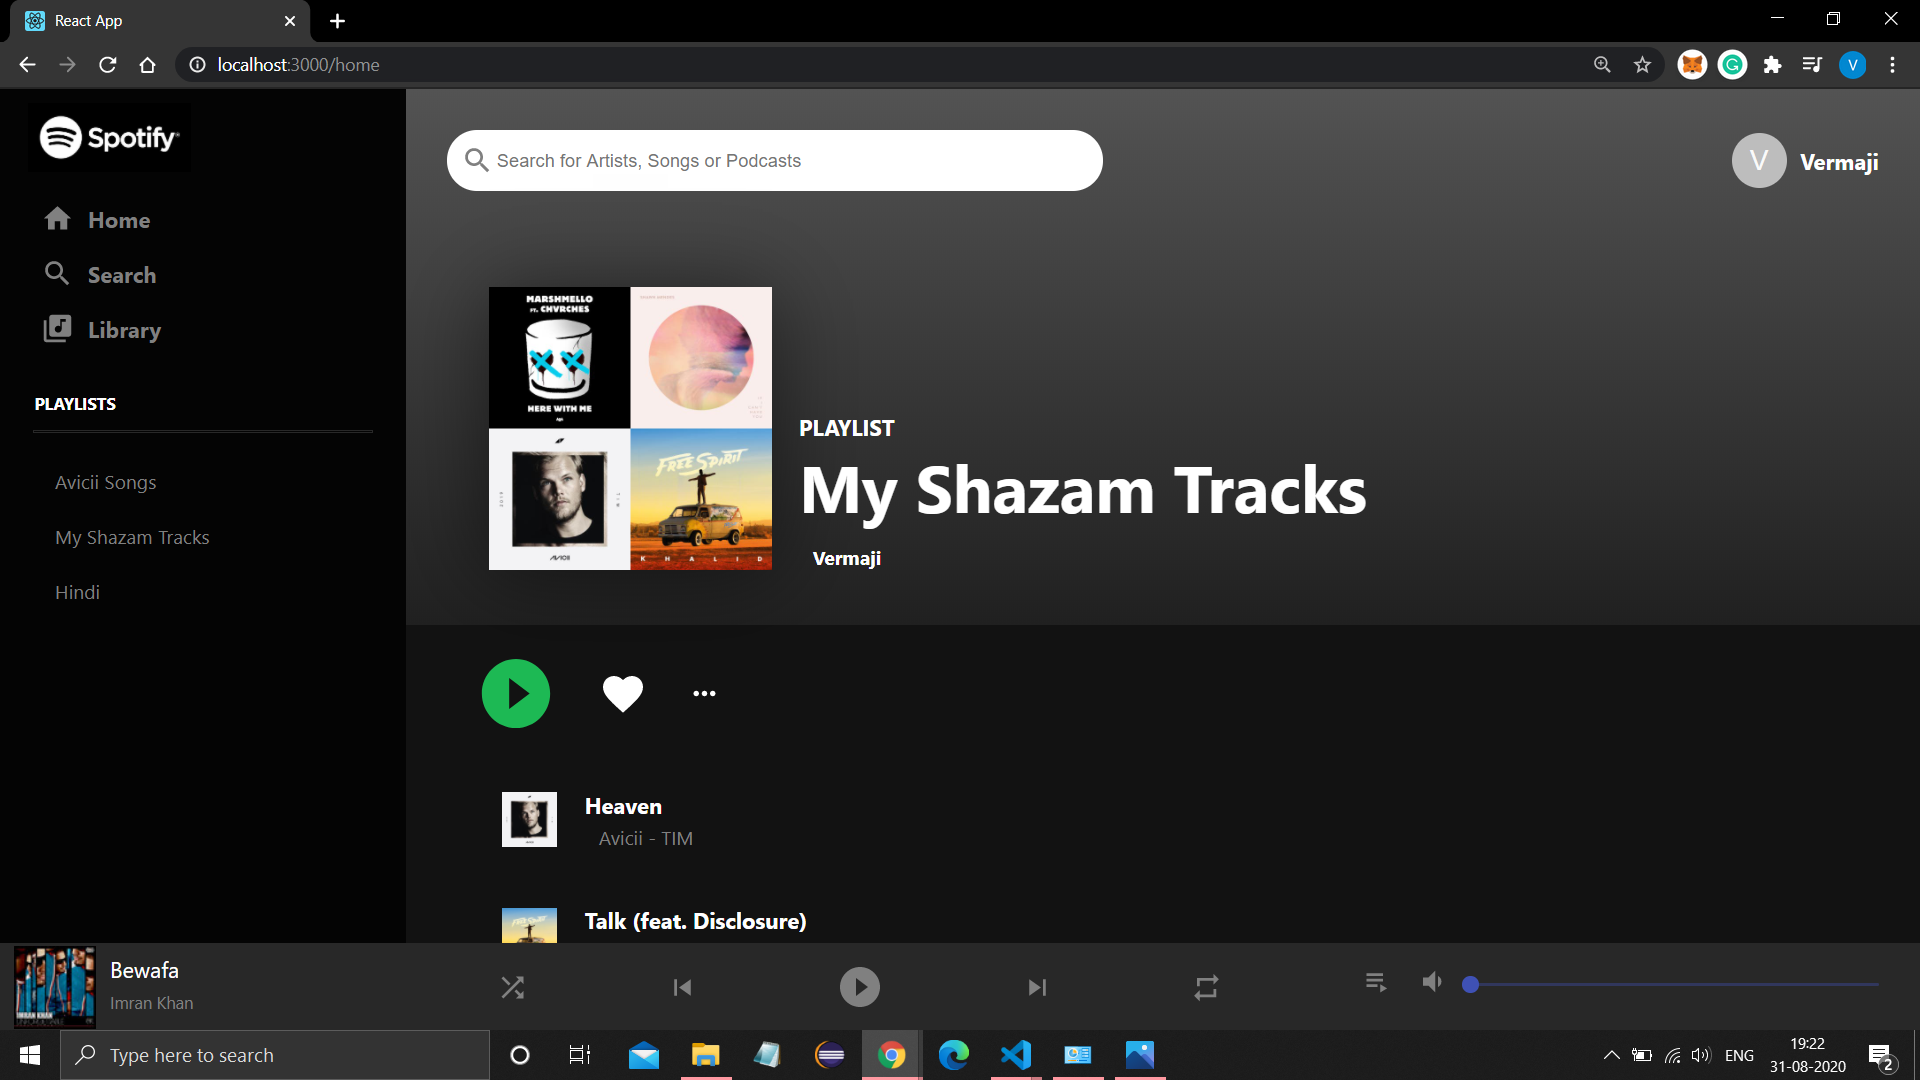 React App
localhost:3000/home
V
Spotify
Home
Search
Library
PLAYLISTS
Avicii Songs
My Shazam Tracks
Hindi
Search for Artists, Songs or Podcasts
V
Vermaji
MARSHMELLO
FT. CHVRCHES
HERE WITH ME
AVICII
FREE SPIRIT
KHALID
PLAYLIST
My Shazam Tracks
Vermaji
Heaven
Avicii - TIM
Talk (feat. Disclosure)
Bewafa
Imran Khan
IMRAN KHAN
Type here to search
ENG
19:22
31-08-2020
2